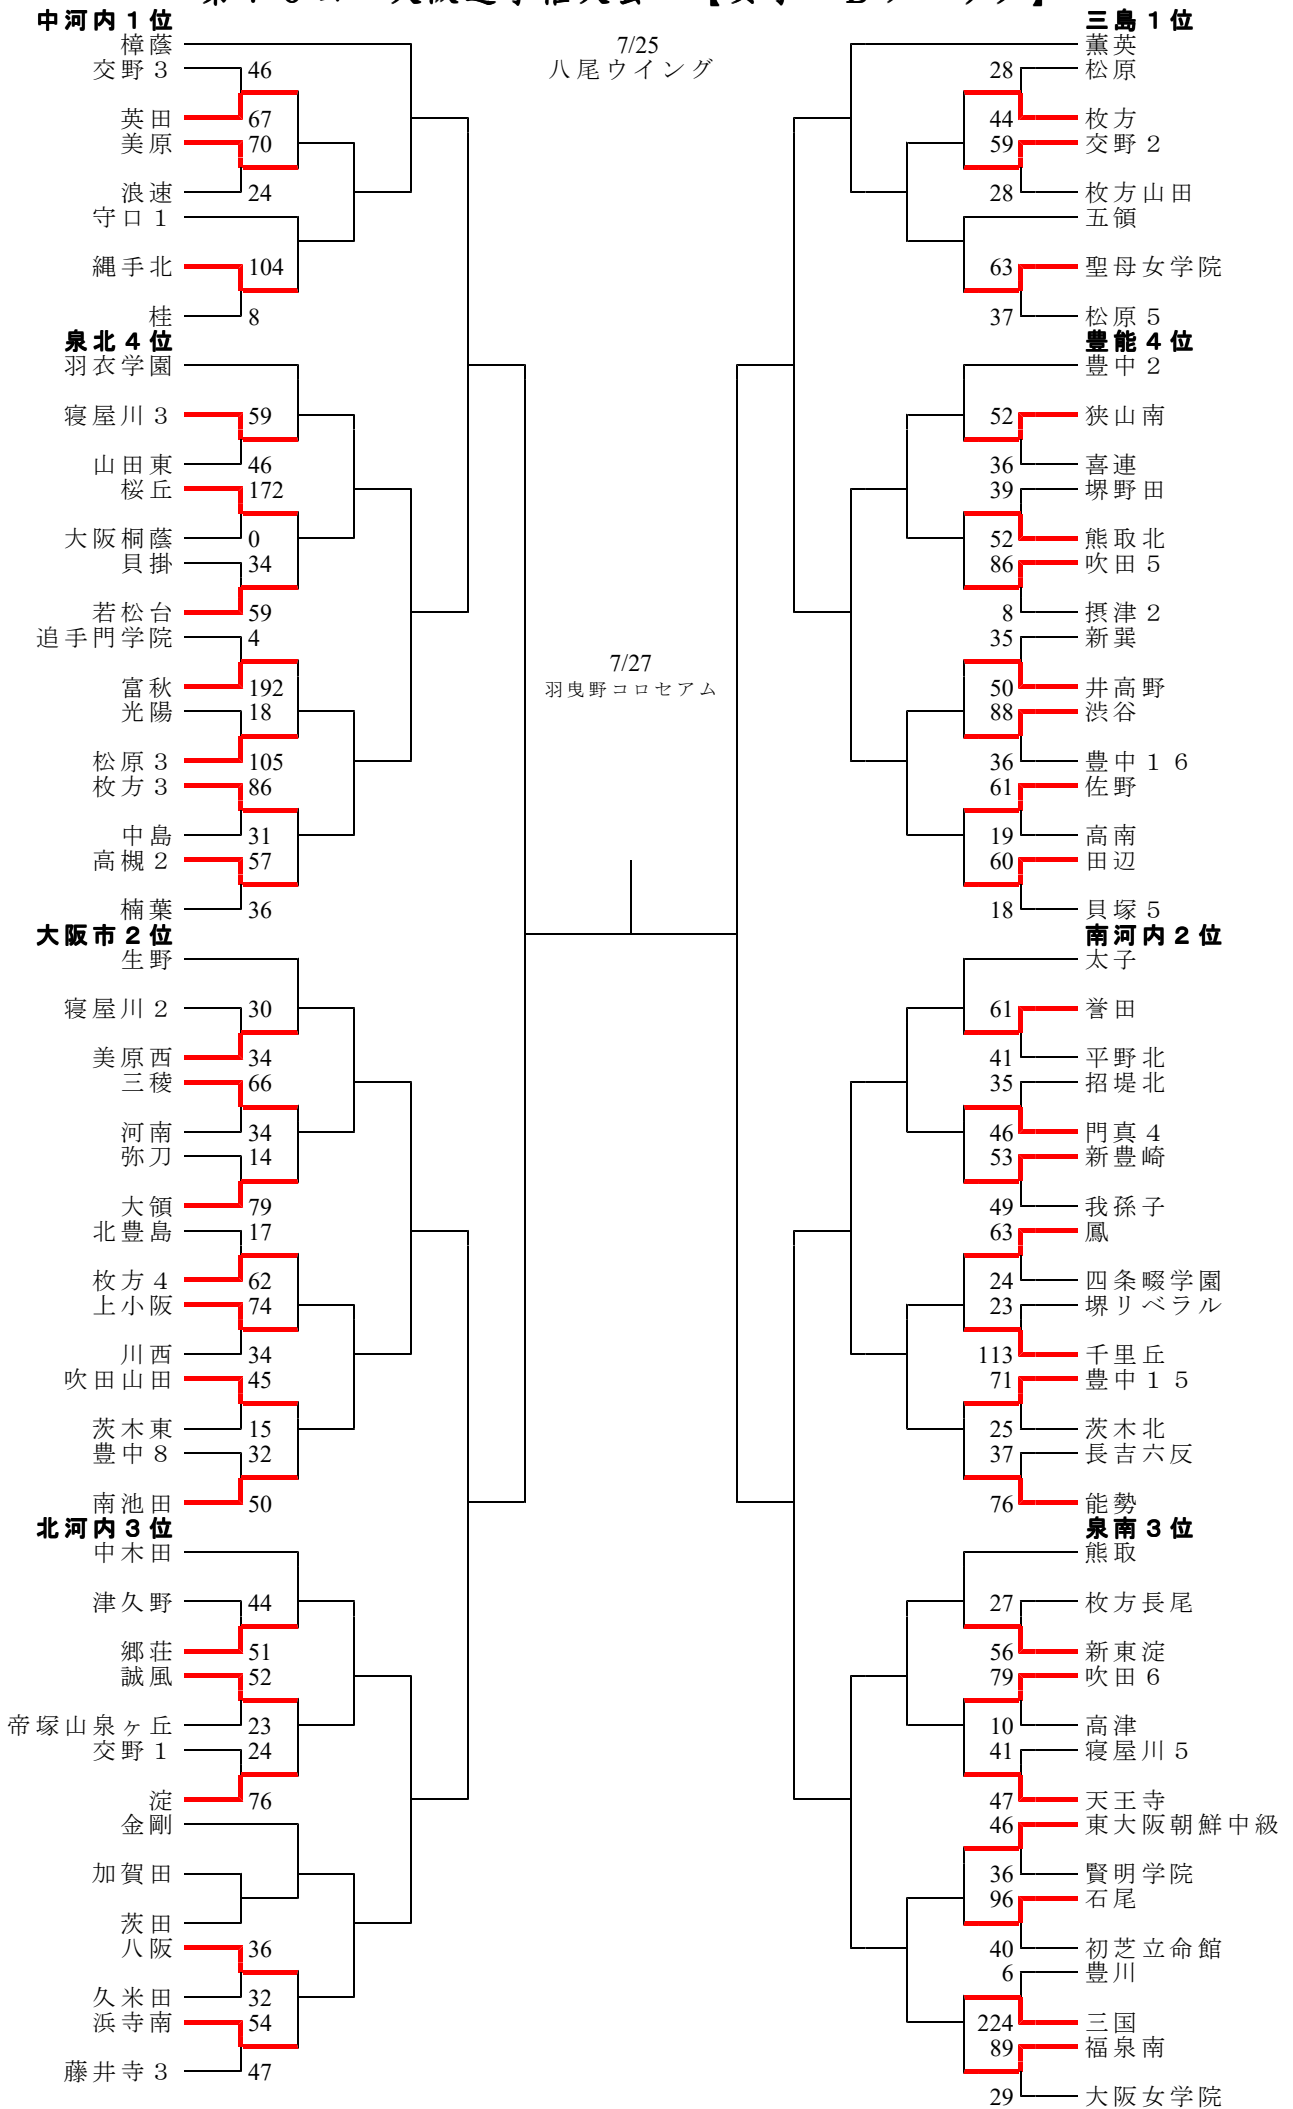 7/25
八尾ウイング
7/27
羽曳野コロセアム
中河内１位
樟蔭
交野３ 46
英田 67
美原 70
浪速 24
守口１
縄手北 104
桂 8
泉北４位
羽衣学園
寝屋川３ 59
山田東 46
桜丘 172
大阪桐蔭 0
貝掛 34
若松台 59
追手門学院 4
富秋 192
光陽 18
松原３ 105
枚方３ 86
中島 31
高槻２ 57
楠葉 36
大阪市２位
生野
寝屋川２ 30
美原西 34
三稜 66
河南 34
弥刀 14
大領 79
北豊島 17
枚方４ 62
上小阪 74
川西 34
吹田山田 45
茨木東 15
豊中８ 32
南池田 50
北河内３位
中木田
津久野 44
郷荘 51
誠風 52
帝塚山泉ヶ丘 23
交野１ 24
淀 76
金剛
加賀田
茨田
八阪 36
久米田 32
浜寺南 54
藤井寺３ 47
三島１位
薫英
28 松原
44 枚方
59 交野２
28 枚方山田
五領
63 聖母女学院
37 松原５
豊能４位
豊中２
52 狭山南
36 喜連
39 堺野田
52 熊取北
86 吹田５
8 摂津２
35 新巽
50 井高野
88 渋谷
36 豊中１６
61 佐野
19 高南
60 田辺
18 貝塚５
南河内２位
太子
61 誉田
41 平野北
35 招堤北
46 門真４
53 新豊崎
49 我孫子
63 鳳
24 四条畷学園
23 堺リベラル
113 千里丘
71 豊中１５
25 茨木北
37 長吉六反
76 能勢
泉南３位
熊取
27 枚方長尾
56 新東淀
79 吹田６
10 高津
41 寝屋川５
47 天王寺
46 東大阪朝鮮中級
36 賢明学院
96 石尾
40 初芝立命館
6 豊川
224 三国
89 福泉南
29 大阪女学院